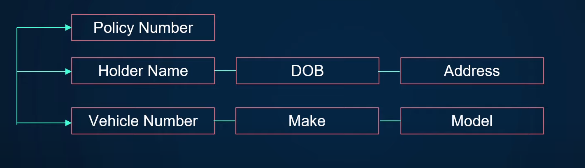 Policy Number
Holder Name DOB Address
Vehicle Number Make Model